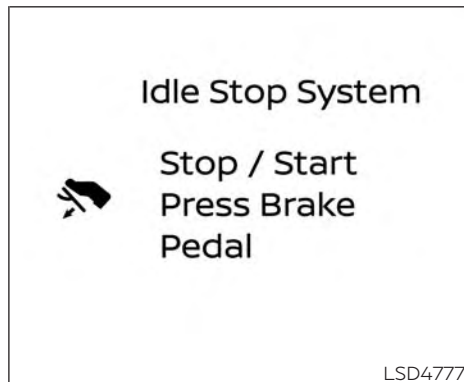 Idle Stop System
Stop / Start
Press Brake
Pedal
LSD4777